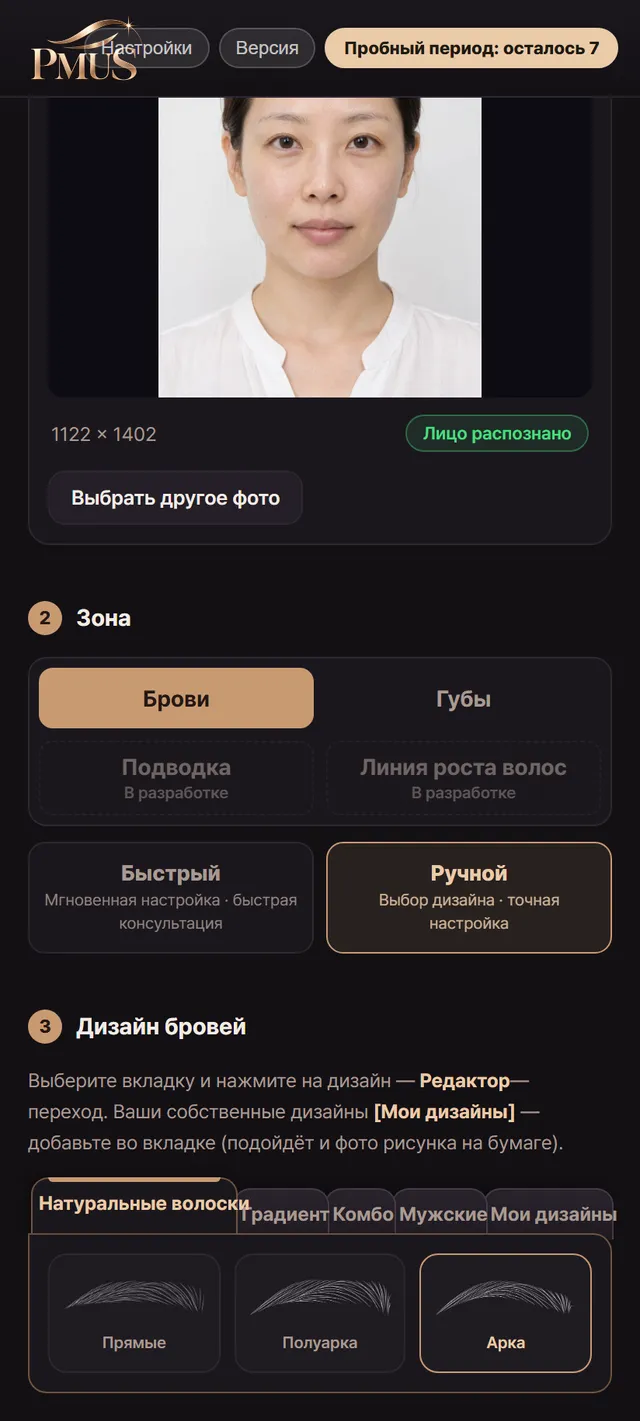 PMUS
Настройки
Версия
Пробный период: осталось 7
1122 × 1402
Лицо распознано
Выбрать другое фото
2 Зона
Брови
Губы
Подводка
В разработке
Линия роста волос
В разработке
Быстрый
Мгновенная настройка · быстрая
консультация
Ручной
Выбор дизайна · точная
настройка
3 Дизайн бровей
Выберите вкладку и нажмите на дизайн — Редактор—
переход. Ваши собственные дизайны [Мои дизайны] —
добавьте во вкладке (подойдёт и фото рисунка на бумаге).
Натуральные волоски
Градиент
Комбо
Мужские
Мои дизайны
Прямые
Полуарка
Арка